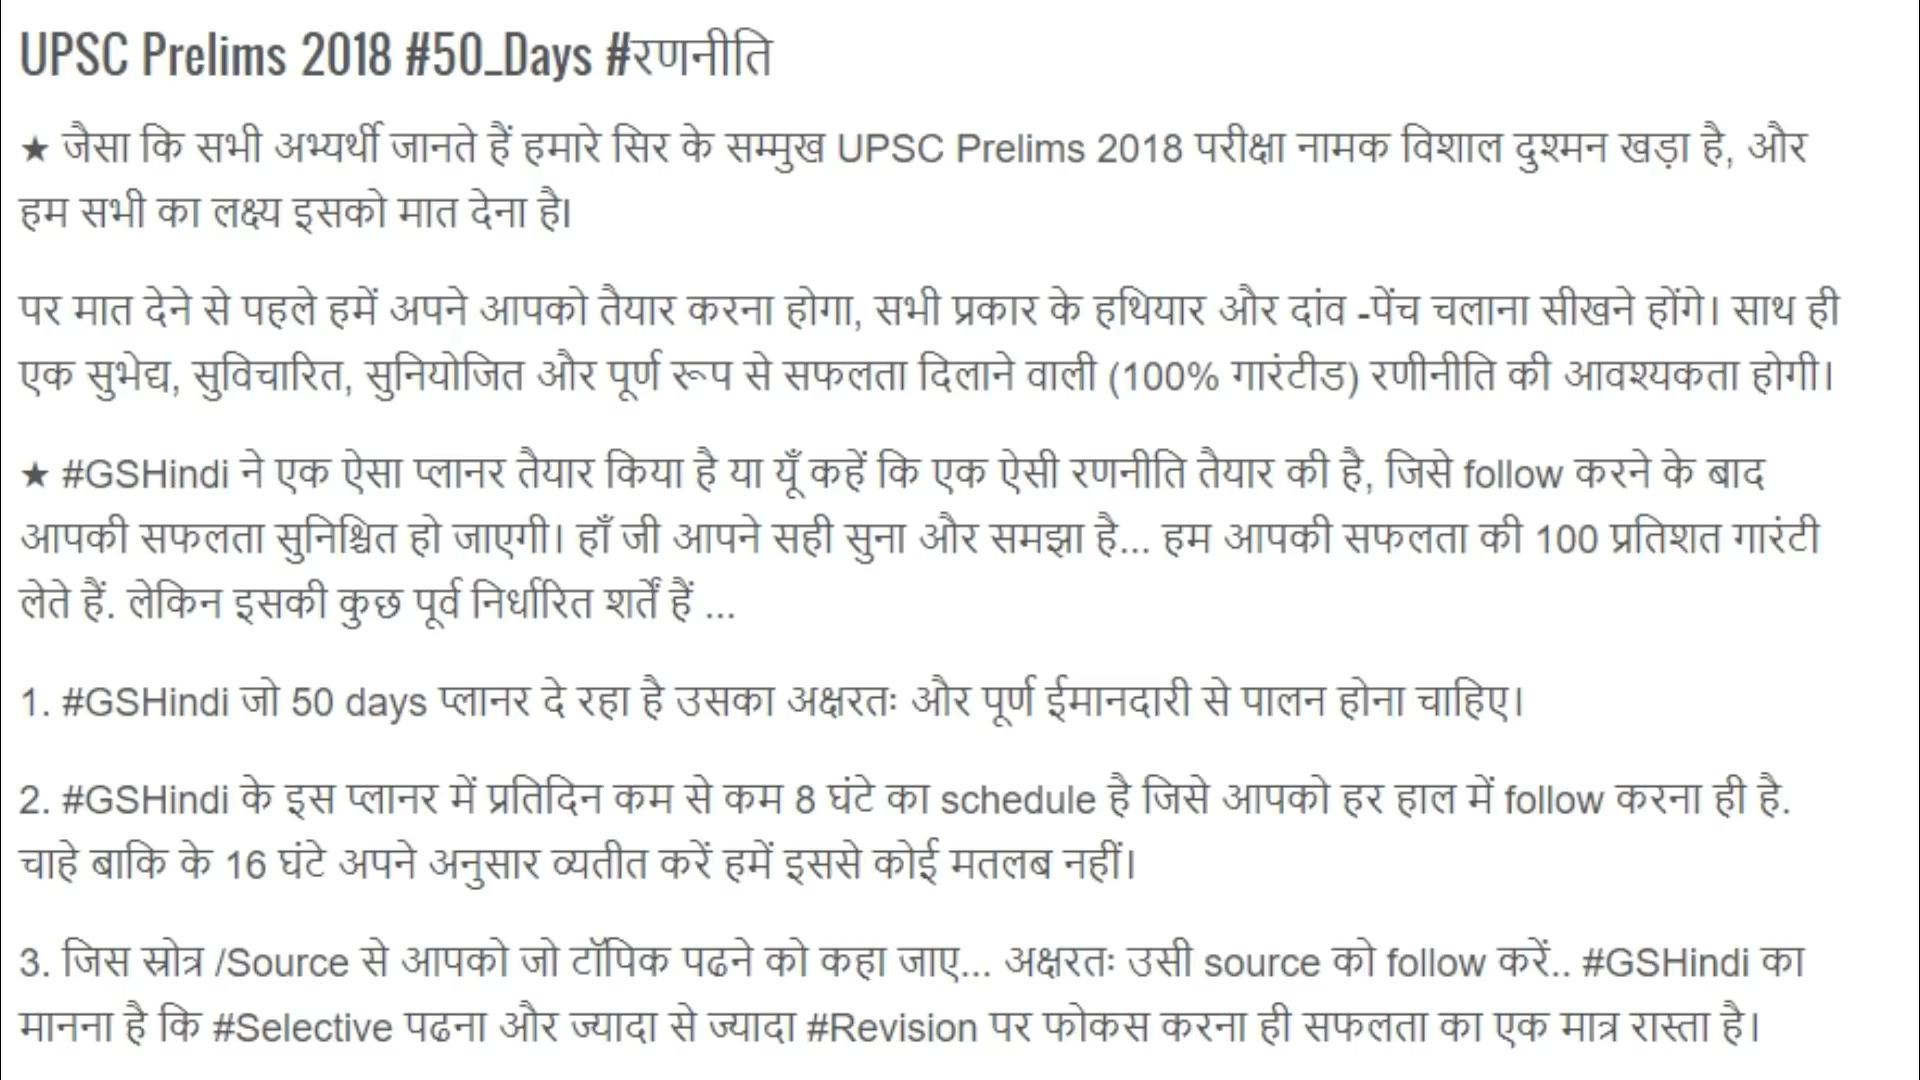 UPSC Prelims 2018 #50_Days #रणनीति
★ जैसा कि सभी अभ्यर्थी जानते हैं हमारे सिर के सम्मुख UPSC Prelims 2018 परीक्षा नामक विशाल दुश्मन खड़ा है, और
हम सभी का लक्ष्य इसको मात देना है।
पर मात देने से पहले हमें अपने आपको तैयार करना होगा, सभी प्रकार के हथियार और दांव -पेंच चलाना सीखने होंगे। साथ ही
एक सुभेद्य, सुविचारित, सुनियोजित और पूर्ण रूप से सफलता दिलाने वाली (100% गारंटीड) रणीनीति की आवश्यकता होगी।
★ #GSHindi ने एक ऐसा प्लानर तैयार किया है या यूँ कहें कि एक ऐसी रणनीति तैयार की है, जिसे follow करने के बाद
आपकी सफलता सुनिश्चित हो जाएगी। हाँ जी आपने सही सुना और समझा है... हम आपकी सफलता की 100 प्रतिशत गारंटी
लेते हैं. लेकिन इसकी कुछ पूर्व निर्धारित शर्तें हैं ...
1. #GSHindi जो 50 days प्लानर दे रहा है उसका अक्षरतः और पूर्ण ईमानदारी से पालन होना चाहिए।
2. #GSHindi के इस प्लानर में प्रतिदिन कम से कम 8 घंटे का schedule है जिसे आपको हर हाल में follow करना ही है.
चाहे बाकि के 16 घंटे अपने अनुसार व्यतीत करें हमें इससे कोई मतलब नहीं।
3. जिस स्रोत्र /Source से आपको जो टॉपिक पढने को कहा जाए... अक्षरतः उसी source को follow करें.. #GSHindi का
मानना है कि #Selective पढना और ज्यादा से ज्यादा #Revision पर फोकस करना ही सफलता का एक मात्र रास्ता है।